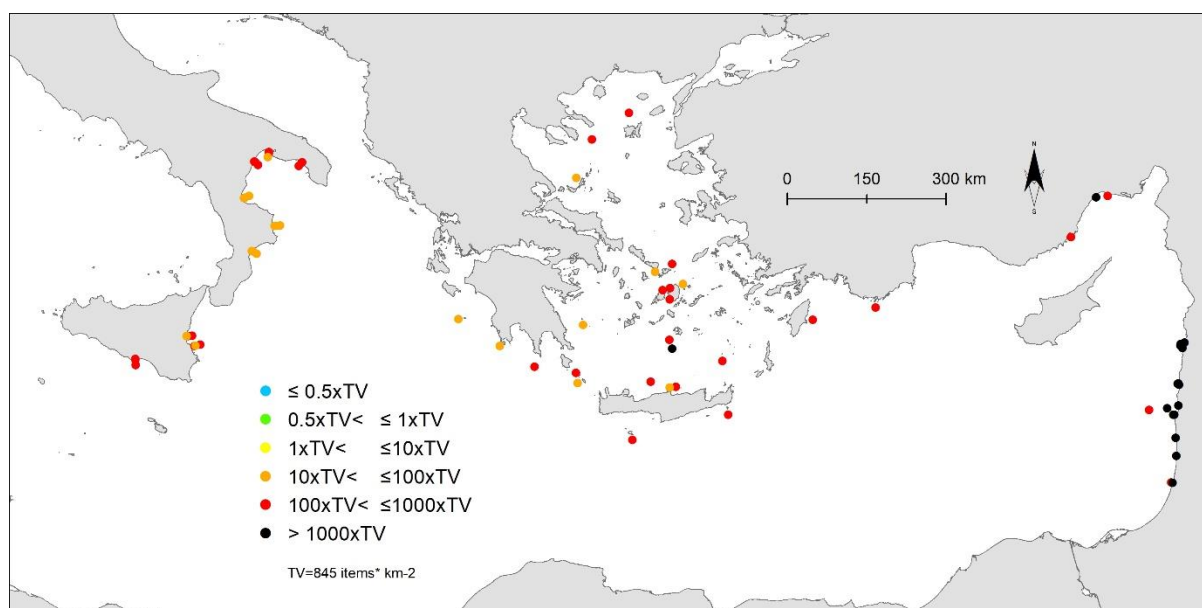 N
0 150 300 km
S
≤ 0.5xTV
0.5xTV< ≤ 1xTV
1xTV< ≤10xTV
10xTV< ≤100xTV
100xTV< ≤1000xTV
> 1000xTV
TV=845 items* km-2